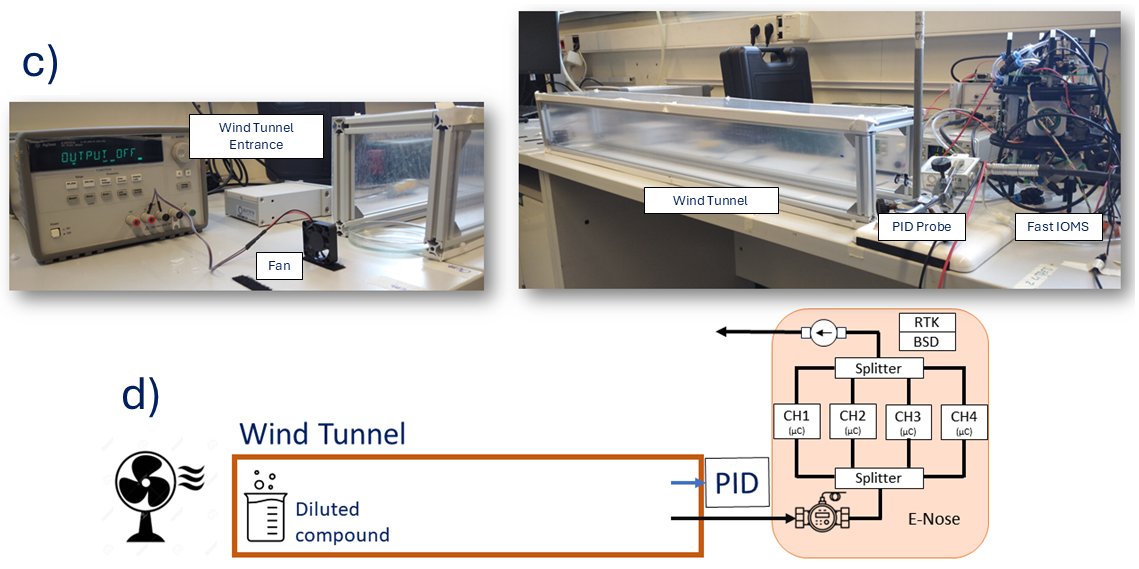 c)
Wind Tunnel
Entrance
OUTPUT OFF
Fan
Wind Tunnel
PID Probe
Fast IOMS
d)
Wind Tunnel
Diluted
compound
PID
RTK
BSD
Splitter
CH1
(µC)
CH2
(µC)
CH3
(µC)
CH4
(µC)
Splitter
E-Nose